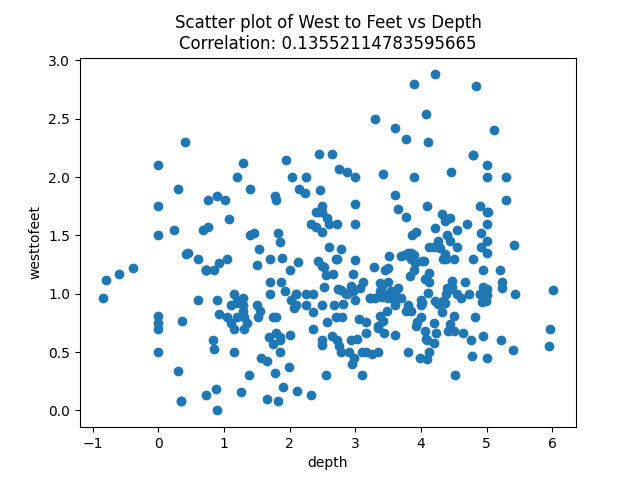 Scatter plot of West to Feet vs Depth
Correlation: 0.13552114783595665
3.0
2.5
2.0
1.5
1.0
0.5
0.0
westtofeet
−1 0 1 2 3 4 5 6
depth